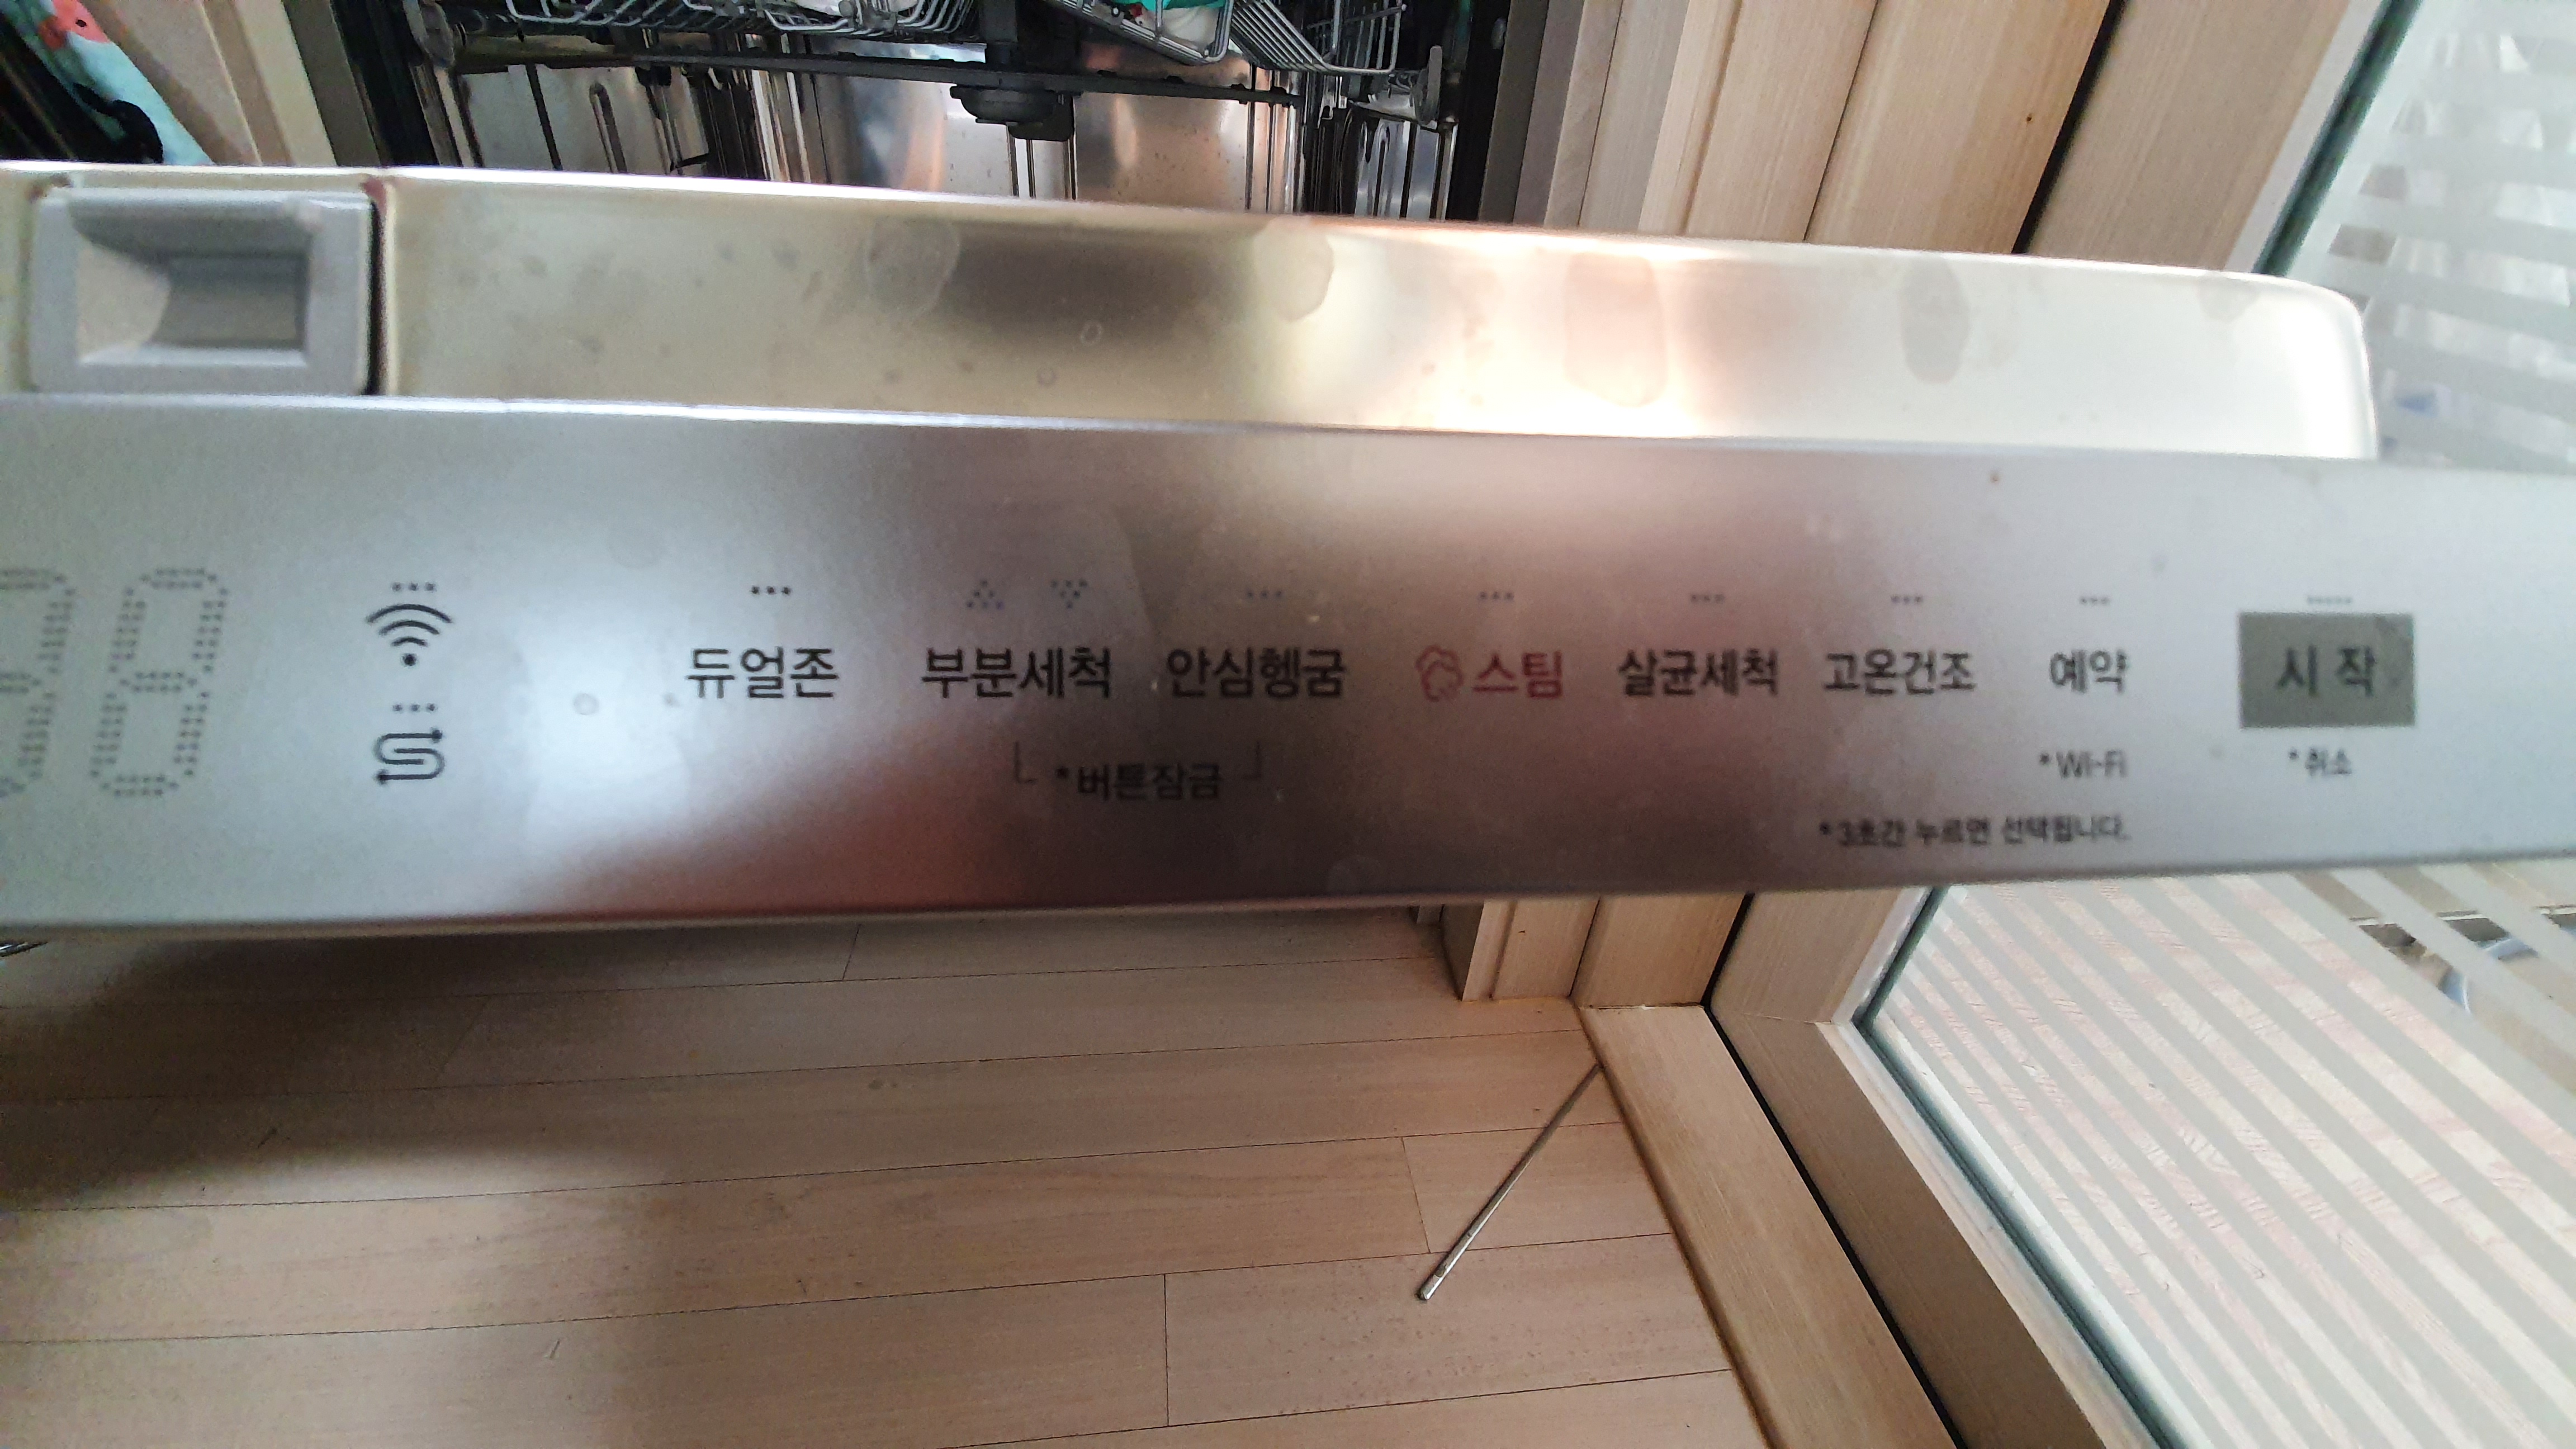 88
듀얼존 부분세척 안심헹굼 스팀 살균세척 고온건조 예약 시작
*버튼잠금 *Wi-Fi *취소
*3초간 누르면 선택됩니다.